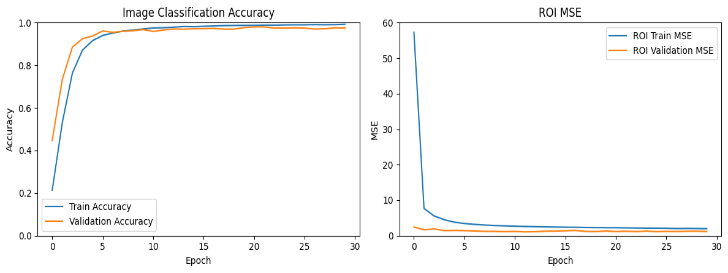 Image Classification Accuracy
1.0
0.8
0.6
0.4
0.2
0.0
Accuracy
Train Accuracy
Validation Accuracy
0 5 10 15 20 25 30
Epoch
ROI MSE
60
50
40
30
20
10
0
MSE
ROI Train MSE
ROI Validation MSE
0 5 10 15 20 25 30
Epoch